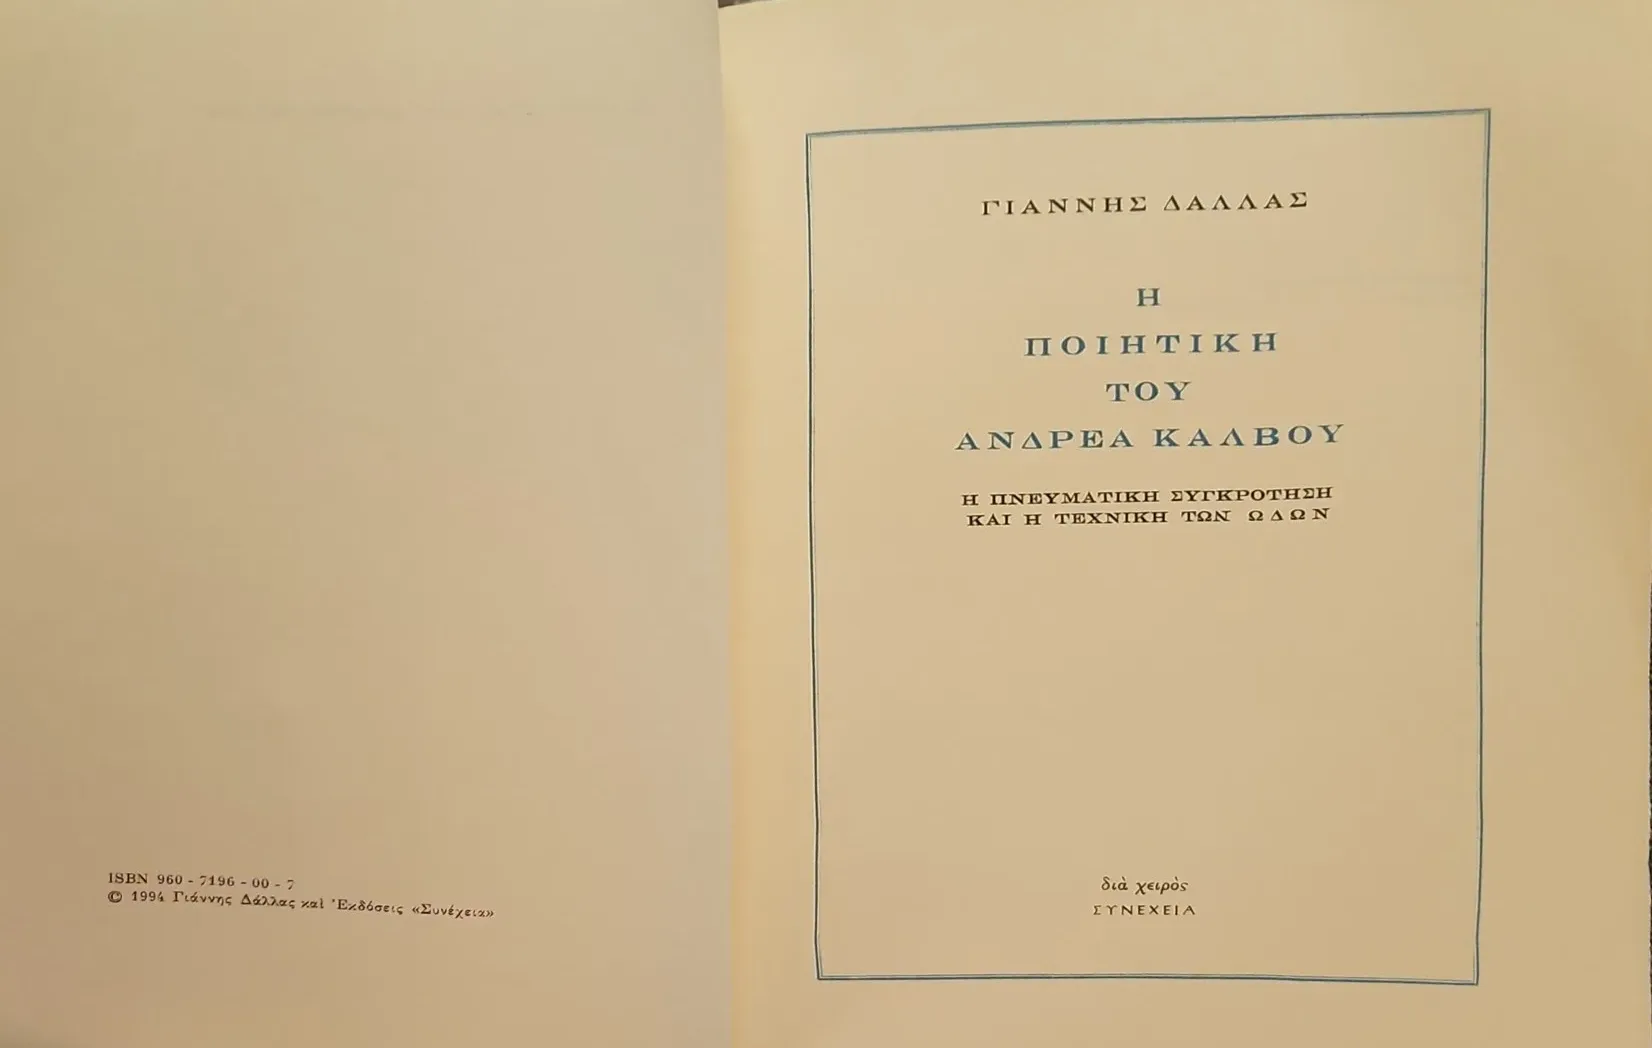 ISBN 960 - 7196 - 00 - 7
© 1994 Γιάννης Δάλλας καὶ Ἐκδόσεις «Συνέχεια»
ΓΙΑΝΝΗΣ ΔΑΛΛΑΣ
Η
ΠΟΙΗΤΙΚΗ
ΤΟΥ
ΑΝΔΡΕΑ ΚΑΛΒΟΥ
Η ΠΝΕΥΜΑΤΙΚΗ ΣΥΓΚΡΟΤΗΣΗ
ΚΑΙ Η ΤΕΧΝΙΚΗ ΤΩΝ ΩΔΩΝ
διὰ χειρὸς
ΣΥΝΕΧΕΙΑ